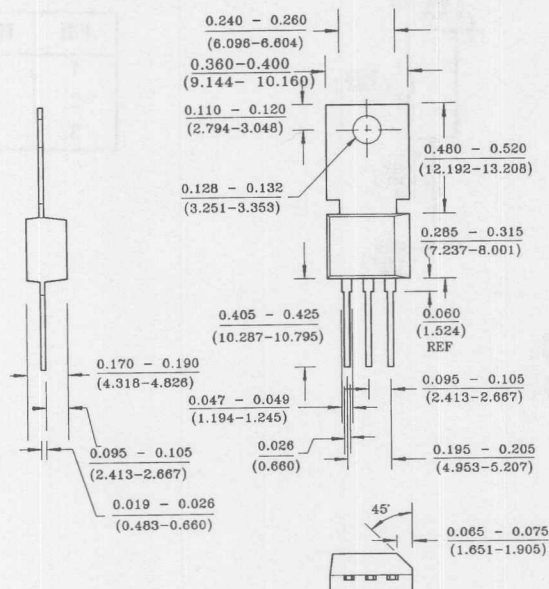 0.240 - 0.260
(6.096-6.604)
0.360-0.400
(9.144- 10.160)
0.110 - 0.120
(2.794-3.048)
0.480 - 0.520
(12.192-13.208)
0.128 - 0.132
(3.251-3.353)
0.285 - 0.315
(7.237-8.001)
0.405 - 0.425
(10.287-10.795)
0.060
(1.524)
REF
0.170 - 0.190
(4.318-4.826)
0.047 - 0.049
(1.194-1.245)
0.095 - 0.105
(2.413-2.667)
0.095 - 0.105
(2.413-2.667)
0.026
(0.660)
0.195 - 0.205
(4.953-5.207)
0.019 - 0.026
(0.483-0.660)
45°
0.065 - 0.075
(1.651-1.905)